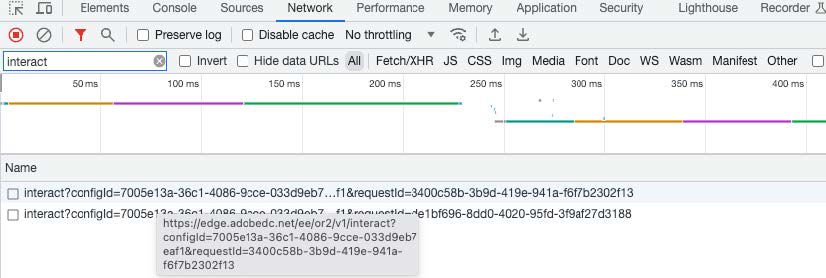 Elements Console Sources Network Performance Memory Application Security Lighthouse Recorder
Preserve log Disable cache No throttling
interact Invert Hide data URLs All Fetch/XHR JS CSS Img Media Font Doc WS Wasm Manifest Other
50 ms 100 ms 150 ms 200 ms 250 ms 300 ms 350 ms 400 ms
Name
interact?configId=7005e13a-36c1-4086-9cce-033d9eb7...f1&requestId=3400c58b-3b9d-419e-941a-f6f7b2302f13
interact?configId=7005e13a-36c1-4086-9cce-033d9eb7...f1&requestId=de1bf696-8dd0-4020-95fd-3f9af27d3188
https://edge.adobedc.net/ee/or2/v1/interact?
configId=7005e13a-36c1-4086-9cce-033d9eb7
eaf1&requestId=3400c58b-3b9d-419e-941a-
f6f7b2302f13